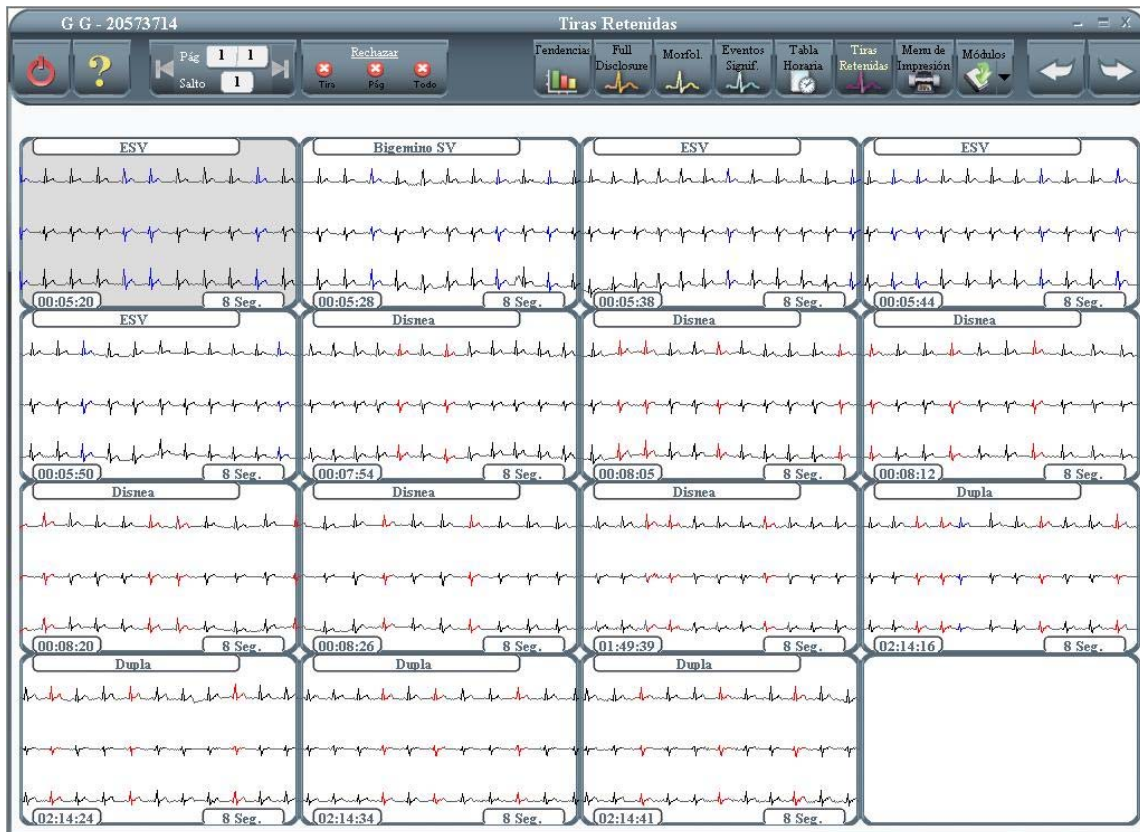 G G - 20573714
Tiras Retenidas
Pág 1 1
Salto 1
Rechazar
Tira Pág Todo
Tendencias
Full Disclosure
Morfol.
Eventos Signif.
Tabla Horaria
Tiras Retenidas
Menu de Impresión
Módulos
ESV
00:05:20 8 Seg.
Bigemino SV
00:05:28 8 Seg.
ESV
00:05:38 8 Seg.
ESV
00:05:44 8 Seg.
ESV
00:05:50 8 Seg.
Disnea
00:07:54 8 Seg.
Disnea
00:08:05 8 Seg.
Disnea
00:08:12 8 Seg.
Disnea
00:08:20 8 Seg.
Disnea
00:08:26 8 Seg.
Disnea
01:49:39 8 Seg.
Dupla
02:14:16 8 Seg.
Dupla
02:14:24 8 Seg.
Dupla
02:14:34 8 Seg.
Dupla
02:14:41 8 Seg.